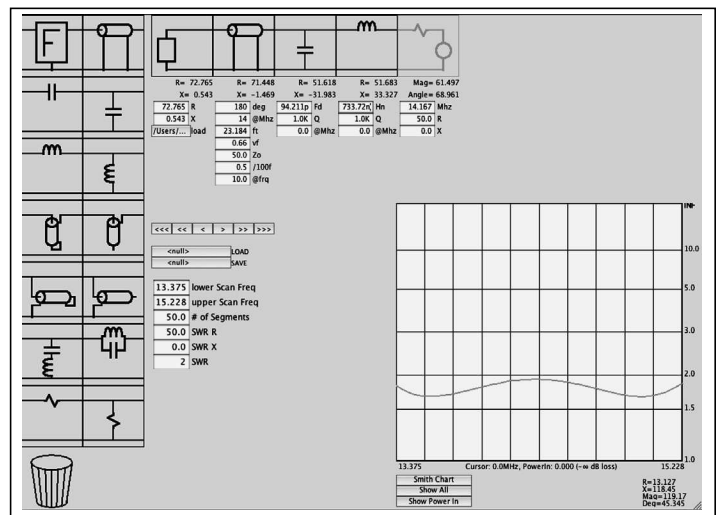 F
R= 72.765 R= 71.448 R= 51.618 R= 51.683 Mag= 61.497
X= 0.543 X= -1.469 X= -31.983 X= 33.327 Angle= 68.961
72.765 R 180 deg 94.211p Fd 733.72n Hn 14.167 Mhz
0.543 X 14 @Mhz 1.0K Q 1.0K Q 50.0 R
/Users/... load 23.184 ft 0.0 @Mhz 0.0 @Mhz 0.0 X
0.66 vf
50.0 Zo
0.5 /100f
10.0 @frq
<<< << < > >> >>>
<null> LOAD
<null> SAVE
13.375 lower Scan Freq
15.228 upper Scan Freq
50.0 # of Segments
50.0 SWR R
0.0 SWR X
2 SWR
INF
10.0
5.0
3.0
2.0
1.5
1.0
13.375 Cursor: 0.0MHz, PowerIn: 0.000 (-∞ dB loss) 15.228
Smith Chart
Show All
Show Power In
R=13.127
X=118.45
Mag=119.17
Deg=45.345